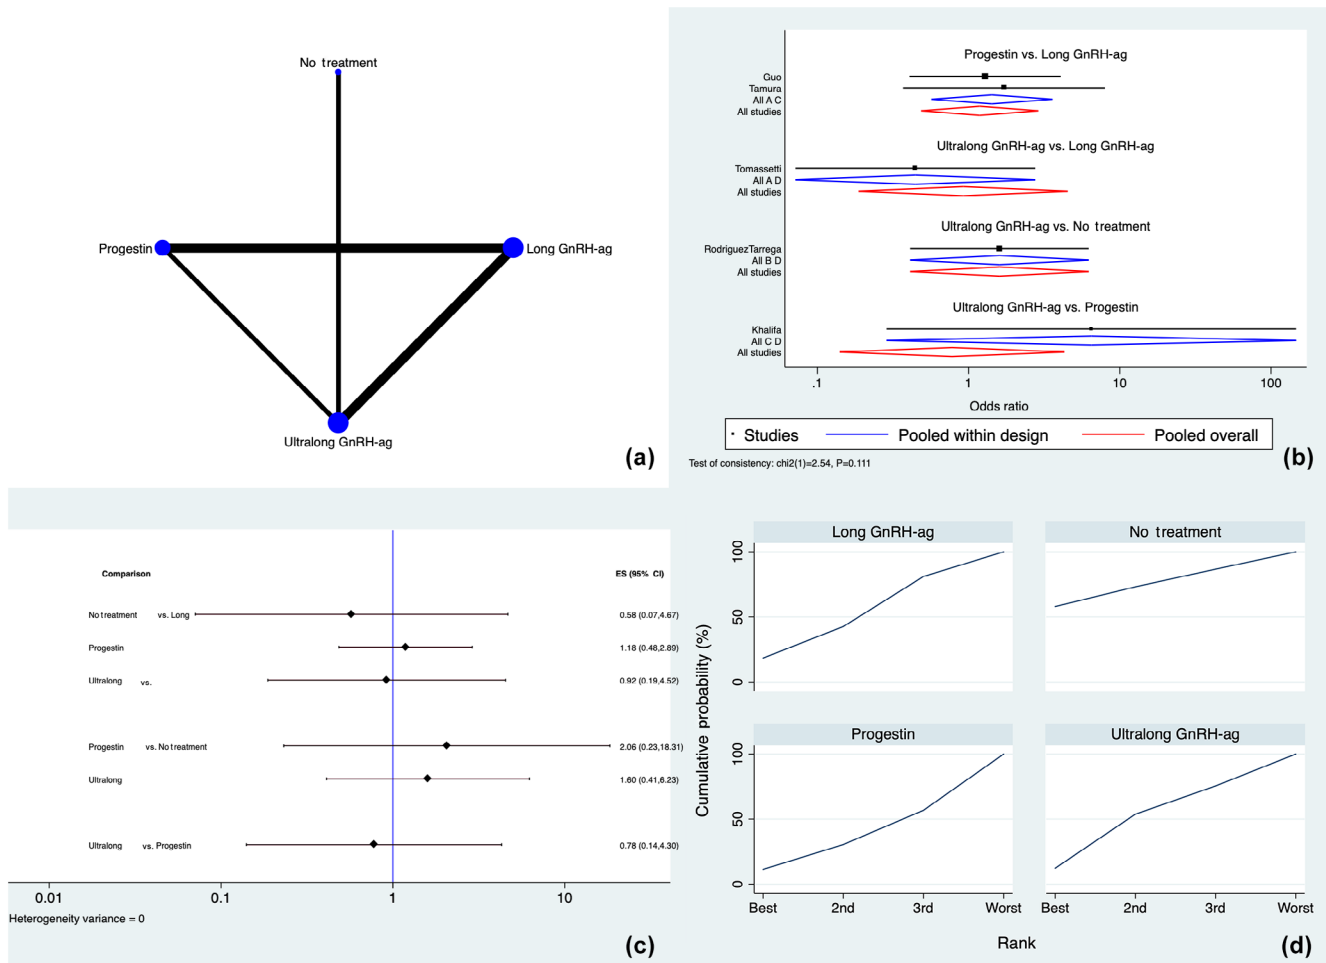 No treatment
Progestin
Long GnRH-ag
Ultralong GnRH-ag
(a)
Progestin vs. Long GnRH-ag
Guo
Tamura
All A C
All studies
Ultralong GnRH-ag vs. Long GnRH-ag
Tomassetti
All A D
All studies
Ultralong GnRH-ag vs. No treatment
RodriguezTarrega
All B D
All studies
Ultralong GnRH-ag vs. Progestin
Khalifa
All C D
All studies
.1 1 10 100
Odds ratio
Studies Pooled within design Pooled overall
Test of consistency: chi2(1)=2.54, P=0.111
(b)
Comparison ES (95% CI)
No treatment vs. Long 0.58 (0.07,4.67)
Progestin 1.18 (0.48,2.89)
Ultralong vs. 0.92 (0.19,4.52)
Progestin vs. No treatment 2.06 (0.23,18.31)
Ultralong 1.60 (0.41,6.23)
Ultralong vs. Progestin 0.78 (0.14,4.30)
0.01 0.1 1 10
Heterogeneity variance = 0
(c)
Cumulative probability (%)
Long GnRH-ag
No treatment
100
50
0
Progestin
Ultralong GnRH-ag
100
50
0
Best 2nd 3rd Worst Best 2nd 3rd Worst
Rank
(d)